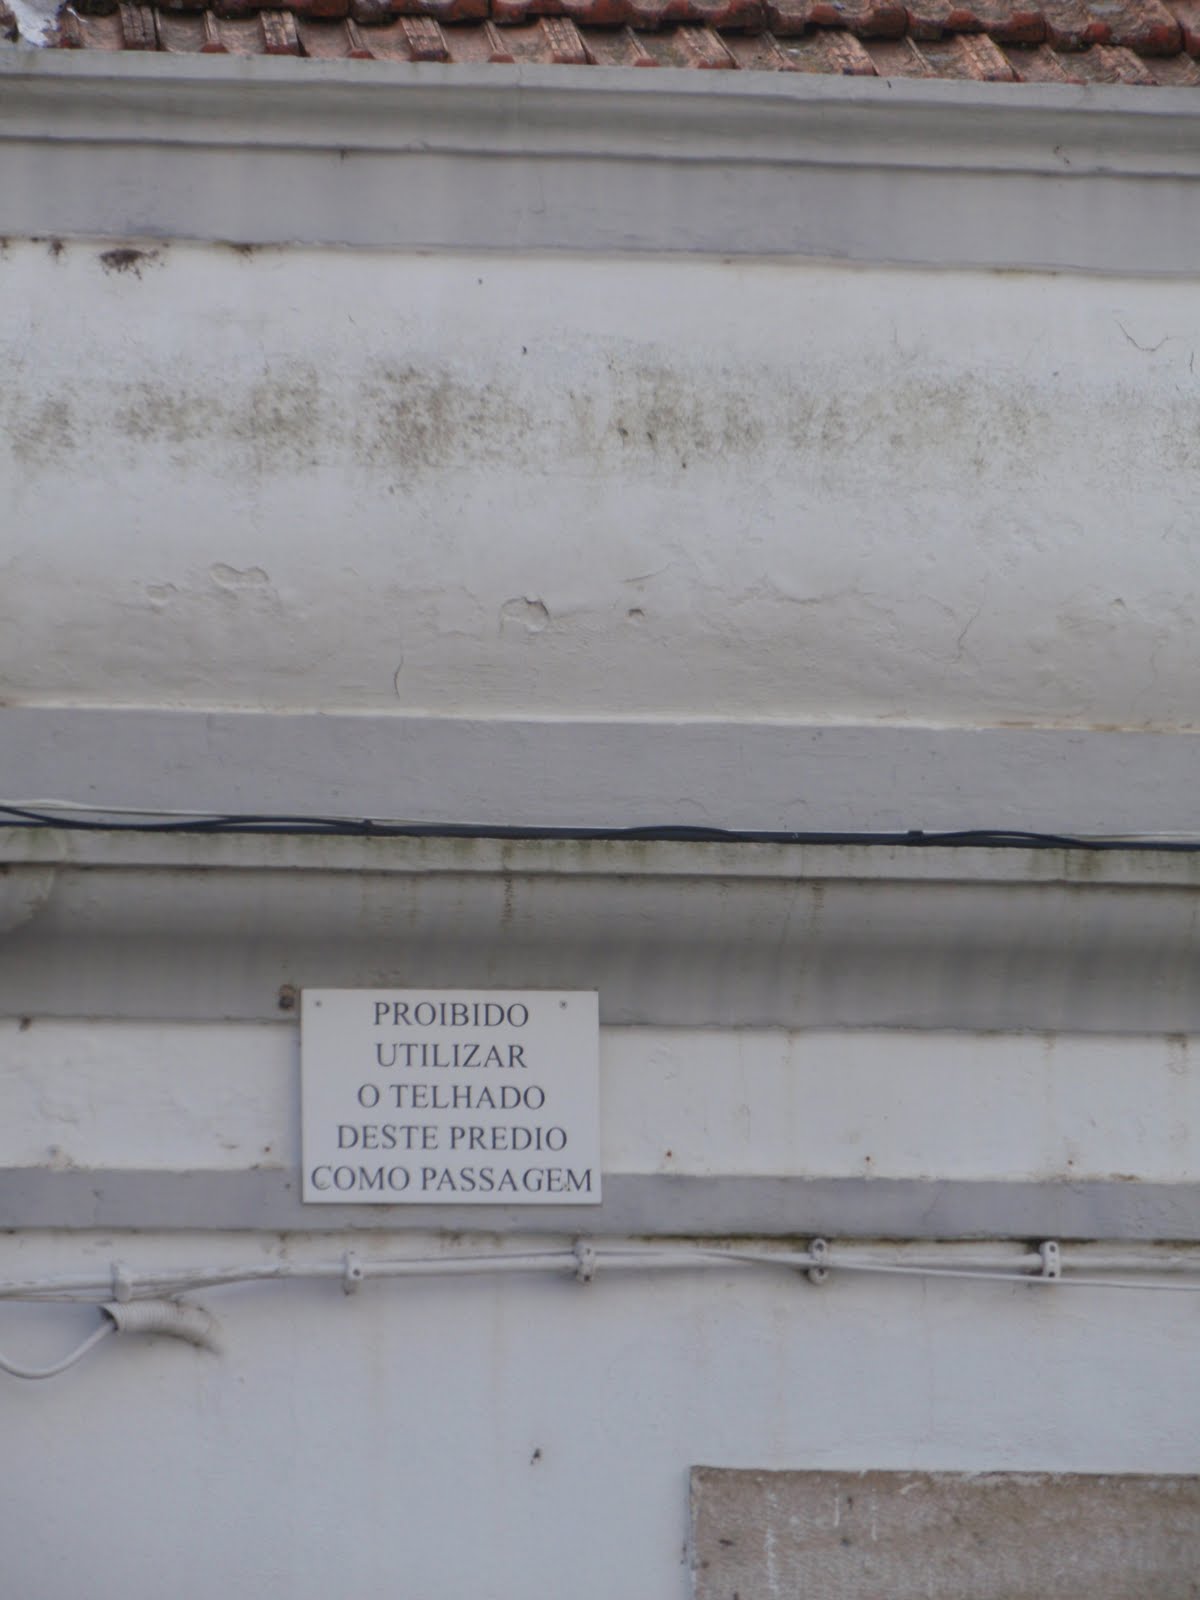 PROIBIDO
UTILIZAR
O TELHADO
DESTE PREDIO
COMO PASSAGEM